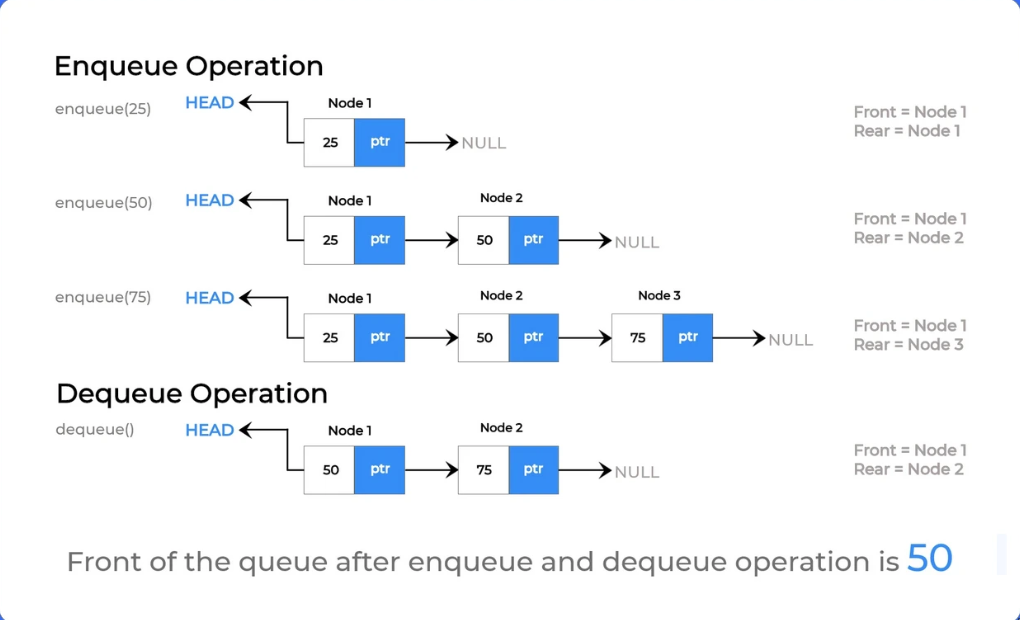 Enqueue Operation
enqueue(25) HEAD Node 1
25 ptr NULL
Front = Node 1
Rear = Node 1
enqueue(50) HEAD Node 1 Node 2
25 ptr 50 ptr NULL
Front = Node 1
Rear = Node 2
enqueue(75) HEAD Node 1 Node 2 Node 3
25 ptr 50 ptr 75 ptr NULL
Front = Node 1
Rear = Node 3
Dequeue Operation
dequeue() HEAD Node 1 Node 2
50 ptr 75 ptr NULL
Front = Node 1
Rear = Node 2
Front of the queue after enqueue and dequeue operation is 50